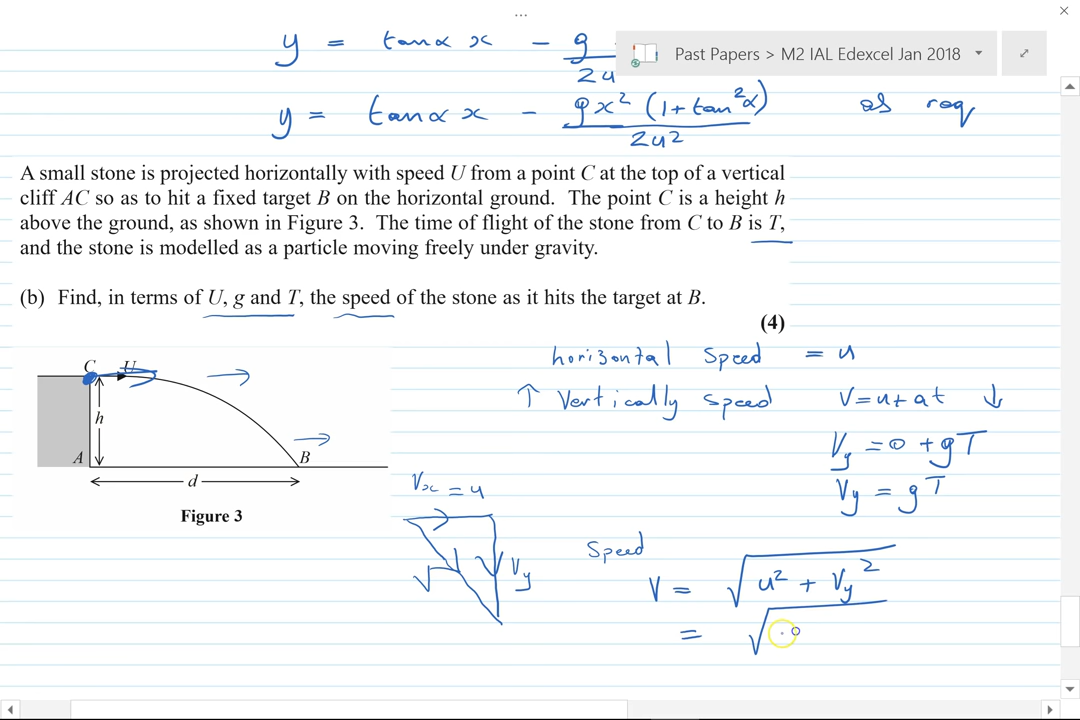 ...
y = tanα x - g
2u
Past Papers > M2 IAL Edexcel Jan 2018
y = tanα x - gx² (1+tan²α) as req
2u²
A small stone is projected horizontally with speed U from a point C at the top of a vertical
cliff AC so as to hit a fixed target B on the horizontal ground. The point C is a height h
above the ground, as shown in Figure 3. The time of flight of the stone from C to B is T,
and the stone is modelled as a particle moving freely under gravity.
(b) Find, in terms of U, g and T, the speed of the stone as it hits the target at B.
(4)
C U
h
A B
d
Figure 3
horizontal speed = u
↑ Vertically speed V=u+at ↓
Vy = 0 + gT
Vy = gT
Vx = u
V Vy
Speed
V = √u² + Vy²
= √